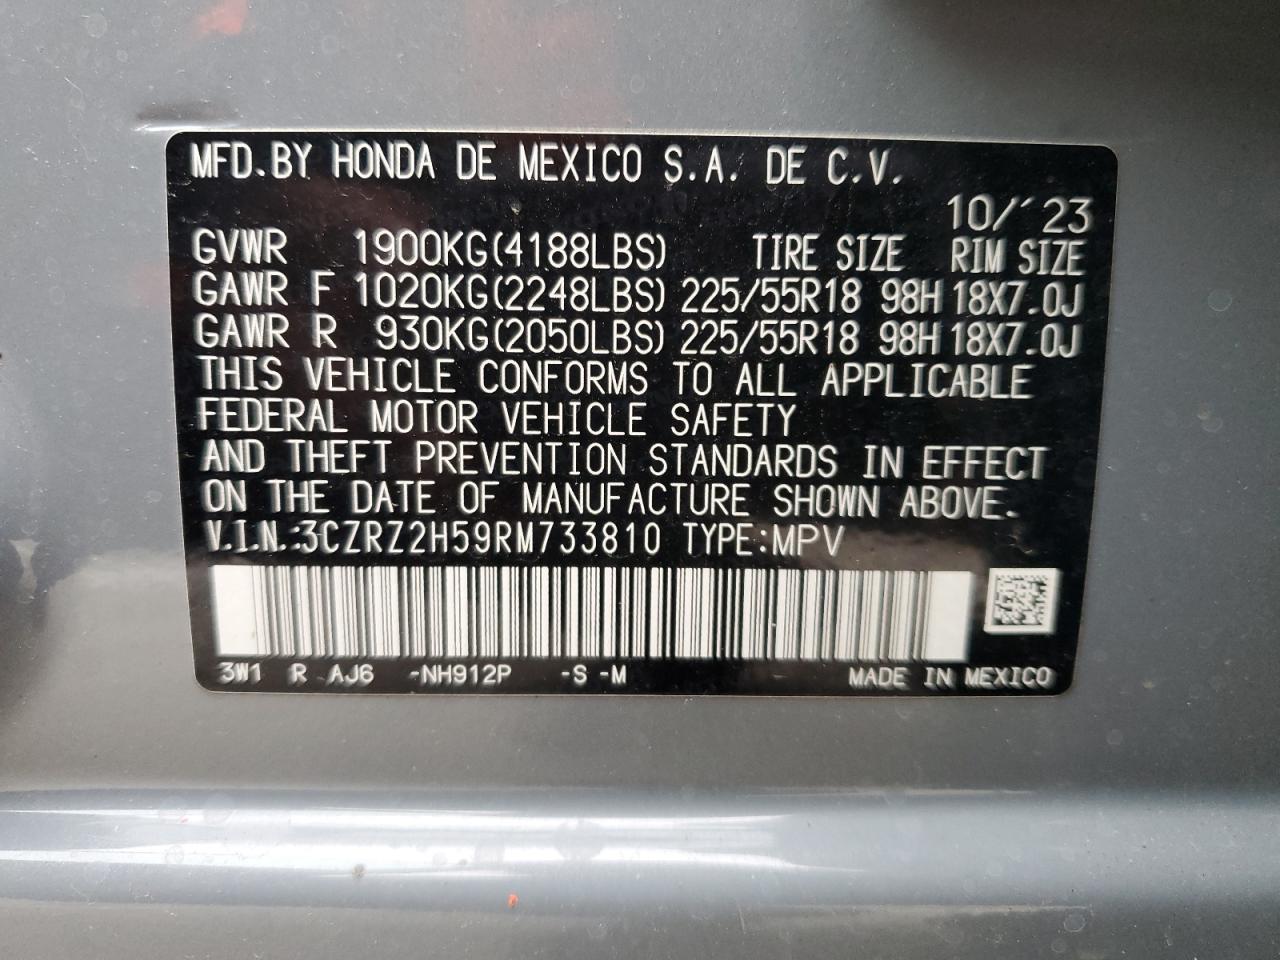 MFD.BY HONDA DE MEXICO S.A. DE C.V.
10/´23
GVWR 1900KG(4188LBS) TIRE SIZE RIM SIZE
GAWR F 1020KG(2248LBS) 225/55R18 98H 18X7.0J
GAWR R 930KG(2050LBS) 225/55R18 98H 18X7.0J
THIS VEHICLE CONFORMS TO ALL APPLICABLE
FEDERAL MOTOR VEHICLE SAFETY
AND THEFT PREVENTION STANDARDS IN EFFECT
ON THE DATE OF MANUFACTURE SHOWN ABOVE.
V.I.N.:3CZRZ2H59RM733810 TYPE:MPV
3W1 R AJ6 -NH912P -S -M MADE IN MEXICO